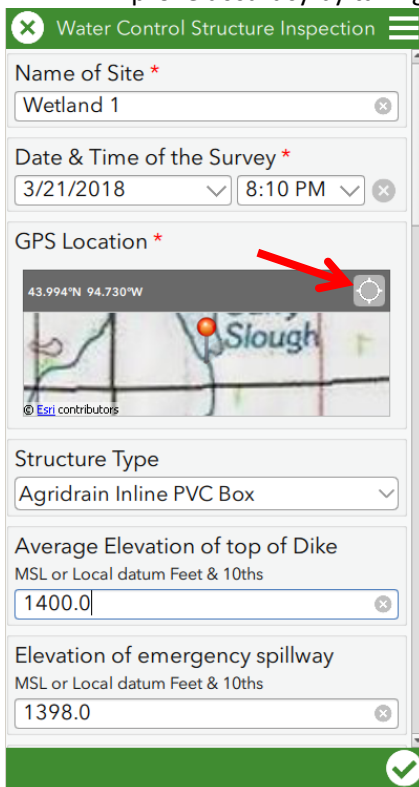 Water Control Structure Inspection
Name of Site *
Wetland 1
Date & Time of the Survey *
3/21/2018 8:10 PM
GPS Location *
43.994°N 94.730°W
Slough
© Esri contributors
Structure Type
Agridrain Inline PVC Box
Average Elevation of top of Dike
MSL or Local datum Feet & 10ths
1400.0
Elevation of emergency spillway
MSL or Local datum Feet & 10ths
1398.0